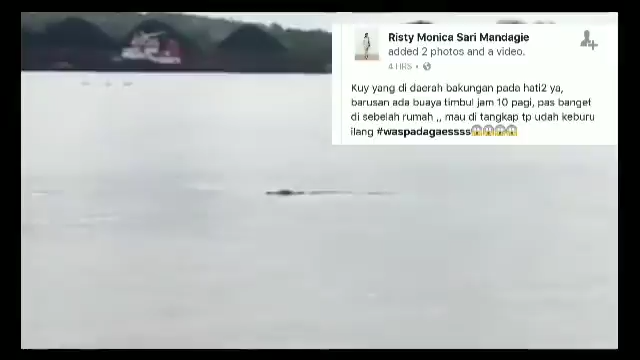 Risty Monica Sari Mandagie
added 2 photos and a video.
4 HRS
Kuy yang di daerah bakungan pada hati2 ya,
barusan ada buaya timbul jam 10 pagi, pas banget
di sebelah rumah ,, mau di tangkap tp udah keburu
ilang #waspadagaessss😱😱😱😱